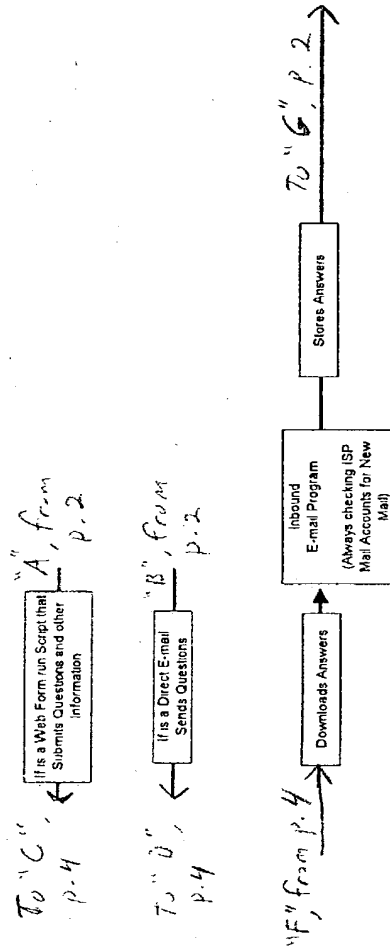 To "C",
p.4
If is a Web Form run Script that
Submits Questions and other
Information
"A", from
p.2
To "D",
p.4
If is a Direct E-mail
Sends Questions
"B", from
p.2
"F", from p.4
Downloads Answers
Inbound
E-mail Program
(Always checking ISP
Mail Accounts for New
Mail)
Stores Answers
To "G", p.2